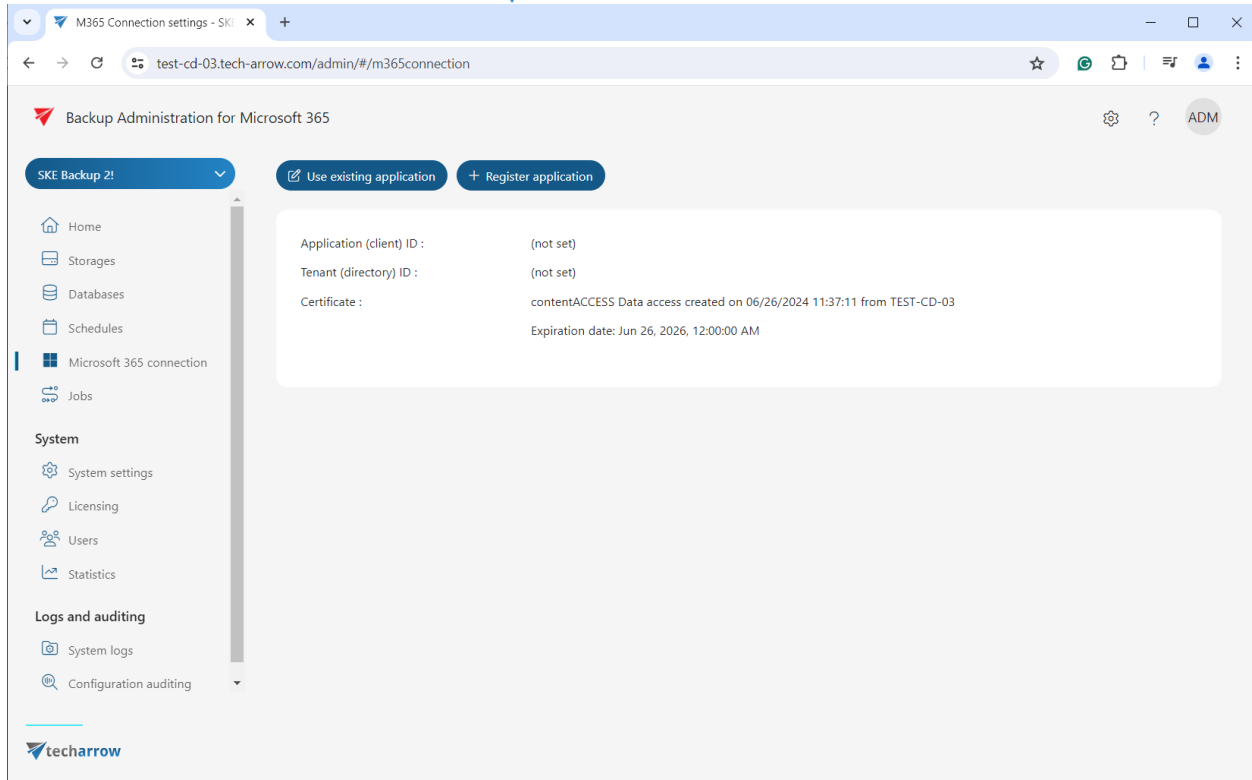 M365 Connection settings - SKE
test-cd-03.tech-arrow.com/admin/#/m365connection
Backup Administration for Microsoft 365
? ADM
SKE Backup 2!
Use existing application
+ Register application
Home
Storages
Databases
Schedules
Microsoft 365 connection
Jobs
System
System settings
Licensing
Users
Statistics
Logs and auditing
System logs
Configuration auditing
techarrow
Application (client) ID : (not set)
Tenant (directory) ID : (not set)
Certificate : contentACCESS Data access created on 06/26/2024 11:37:11 from TEST-CD-03
Expiration date: Jun 26, 2026, 12:00:00 AM